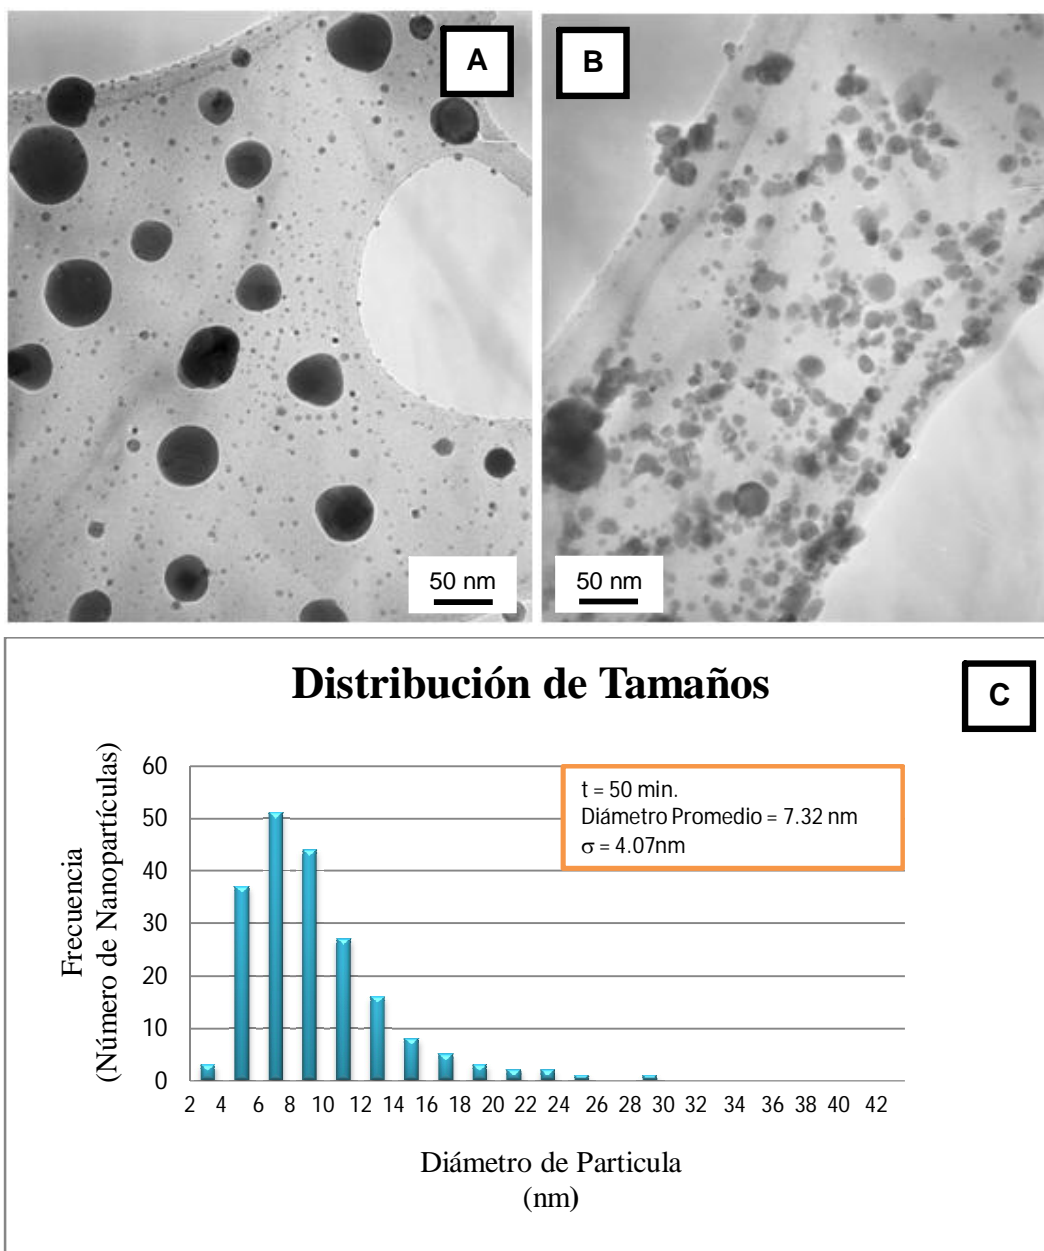 A
B
50 nm
50 nm
Distribución de Tamaños
C
Frecuencia
(Número de Nanopartículas)
60
50
40
30
20
10
0
t = 50 min.
Diámetro Promedio = 7.32 nm
σ = 4.07nm
2 4 6 8 10 12 14 16 18 20 22 24 26 28 30 32 34 36 38 40 42
Diámetro de Particula
(nm)